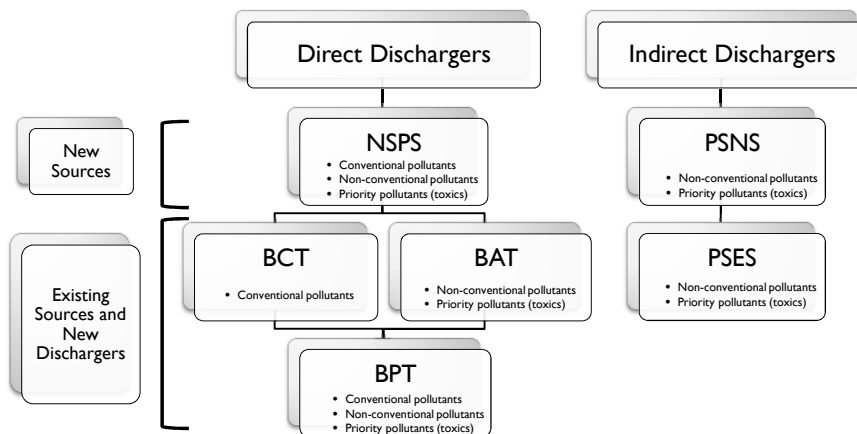 Direct Dischargers
Indirect Dischargers
New
Sources
NSPS
• Conventional pollutants
• Non-conventional pollutants
• Priority pollutants (toxics)
PSNS
• Non-conventional pollutants
• Priority pollutants (toxics)
Existing
Sources and
New
Dischargers
BCT
• Conventional pollutants
BAT
• Non-conventional pollutants
• Priority pollutants (toxics)
PSES
• Non-conventional pollutants
• Priority pollutants (toxics)
BPT
• Conventional pollutants
• Non-conventional pollutants
• Priority pollutants (toxics)